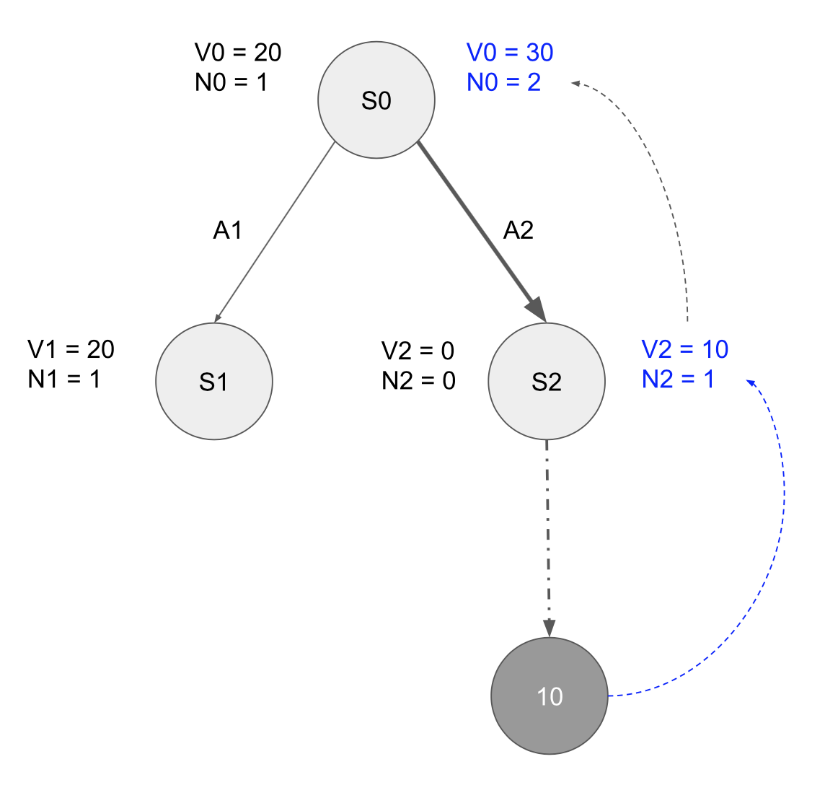 V0 = 20
N0 = 1
S0
V0 = 30
N0 = 2
A1
A2
V1 = 20
N1 = 1
S1
V2 = 0
N2 = 0
S2
V2 = 10
N2 = 1
10